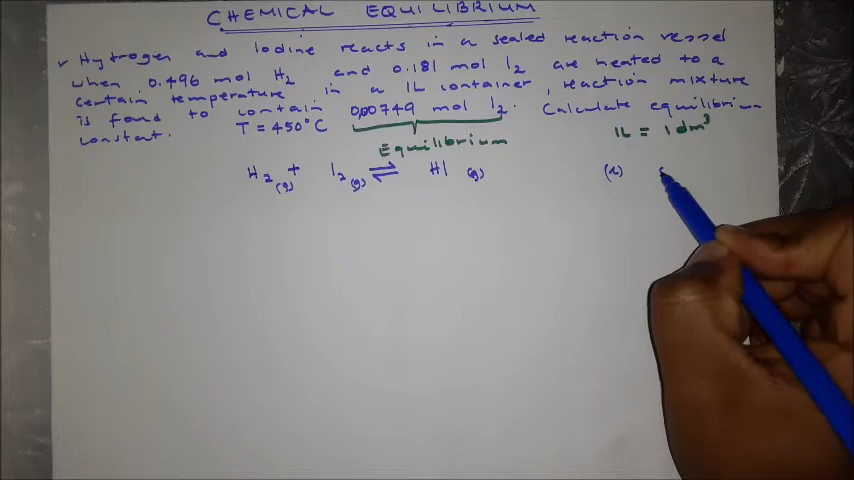 CHEMICAL EQUILIBRIUM
✓ Hytrogen and Iodine reacts in a sealed reaction vessel
when 0.496 mol H2 and 0.181 mol I2 are heated to a
certain temperature in a 1L container, reaction mixture
is found to contain 0.00749 mol I2. Calculate equilibrium
constant. T = 450°C
1L = 1 dm³
Equilibrium
H2(g) + I2(g) ⇌ HI (g)